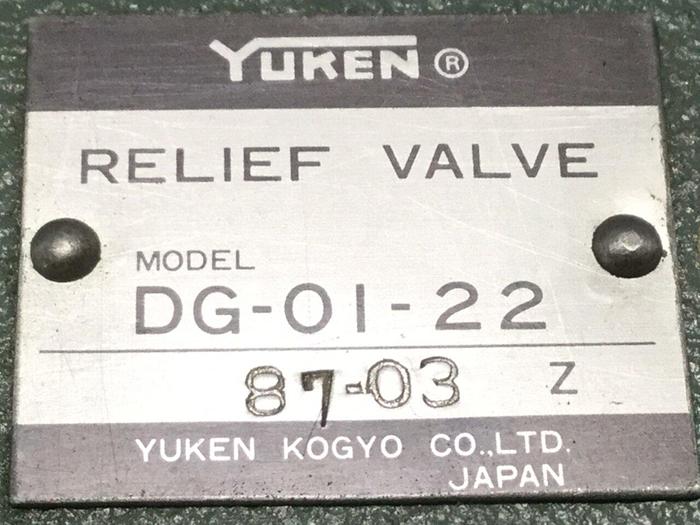 YUKEN ®
RELIEF VALVE
MODEL
DG-01-22
87-03 Z
YUKEN KOGYO CO.,LTD.
JAPAN